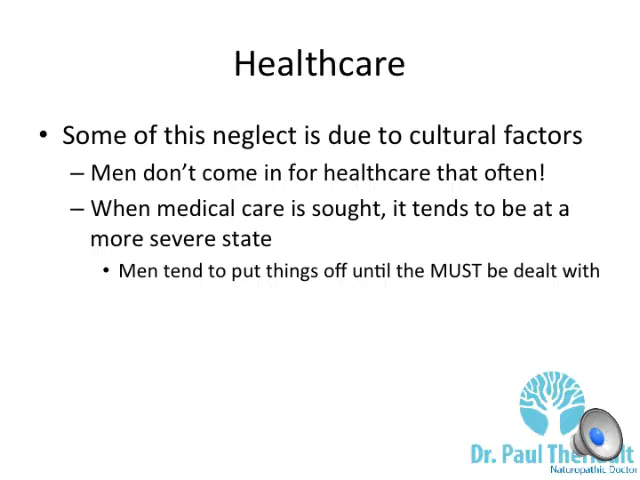 Healthcare
• Some of this neglect is due to cultural factors
– Men don't come in for healthcare that often!
– When medical care is sought, it tends to be at a
more severe state
• Men tend to put things off until the MUST be dealt with
Dr. Paul
Naturopathic Doctor